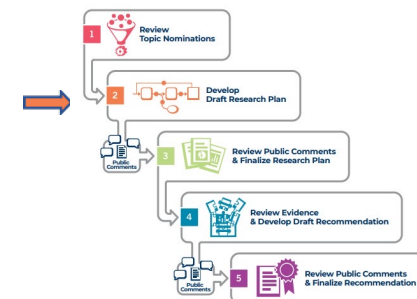 1
Review
Topic Nominations
2
Develop
Draft Research Plan
Public
Comments
3
Review Public Comments
& Finalize Research Plan
4
Review Evidence
& Develop Draft Recommendation
Public
Comments
5
Review Public Comments
& Finalize Recommendation